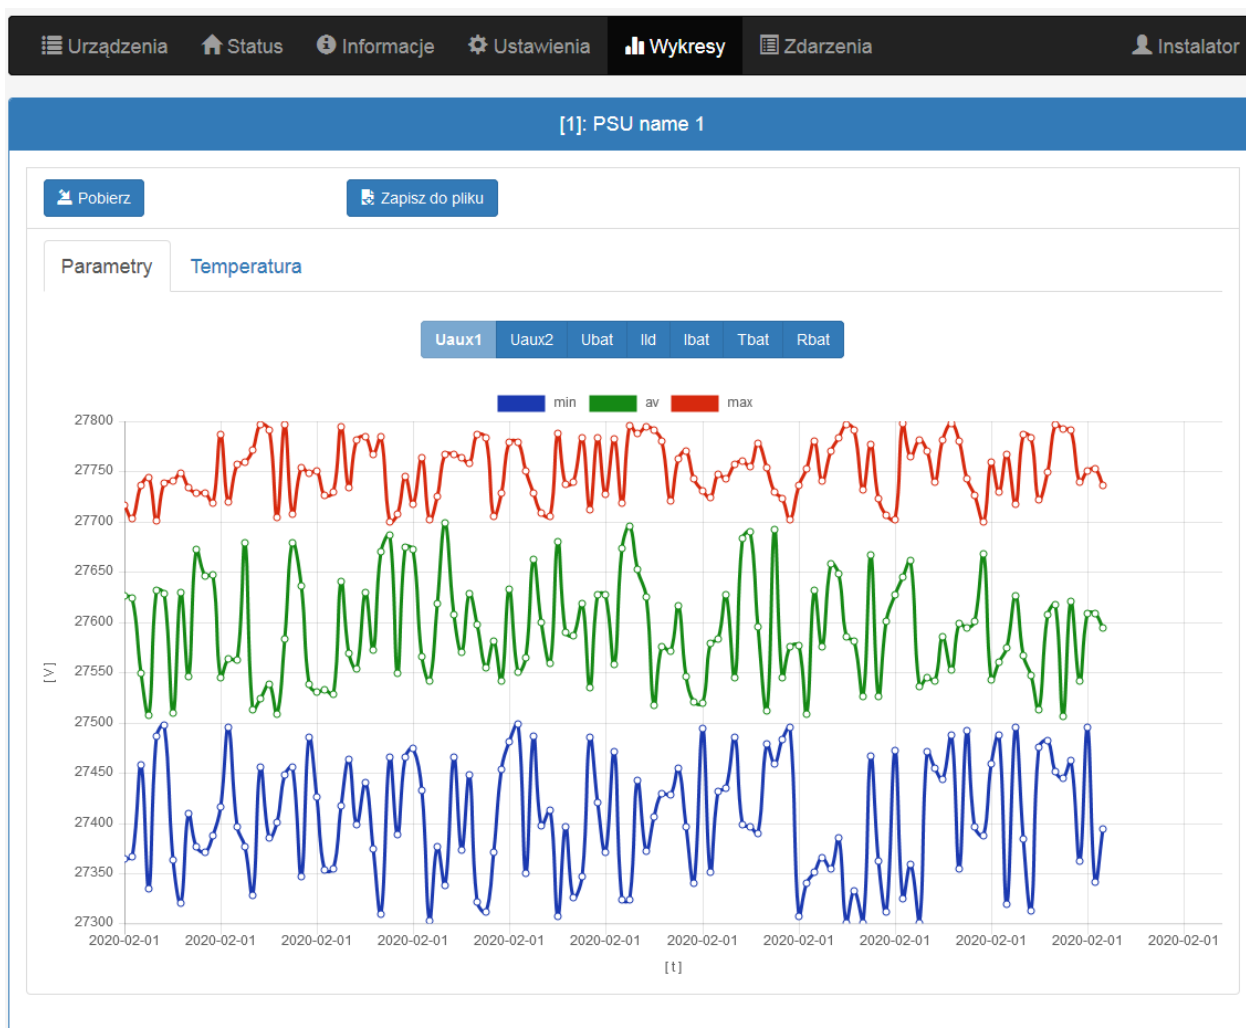 Urządzenia Status Informacje Ustawienia Wykresy Zdarzenia Instalator
[1]: PSU name 1
Pobierz Zapisz do pliku
Parametry Temperatura
Uaux1 Uaux2 Ubat Ild Ibat Tbat Rbat
min av max
27800
27750
27700
27650
27600
27550
[V]
27500
27450
27400
27350
27300
2020-02-01 2020-02-01 2020-02-01 2020-02-01 2020-02-01 2020-02-01 2020-02-01 2020-02-01 2020-02-01 2020-02-01 2020-02-01 2020-02-01
[t]